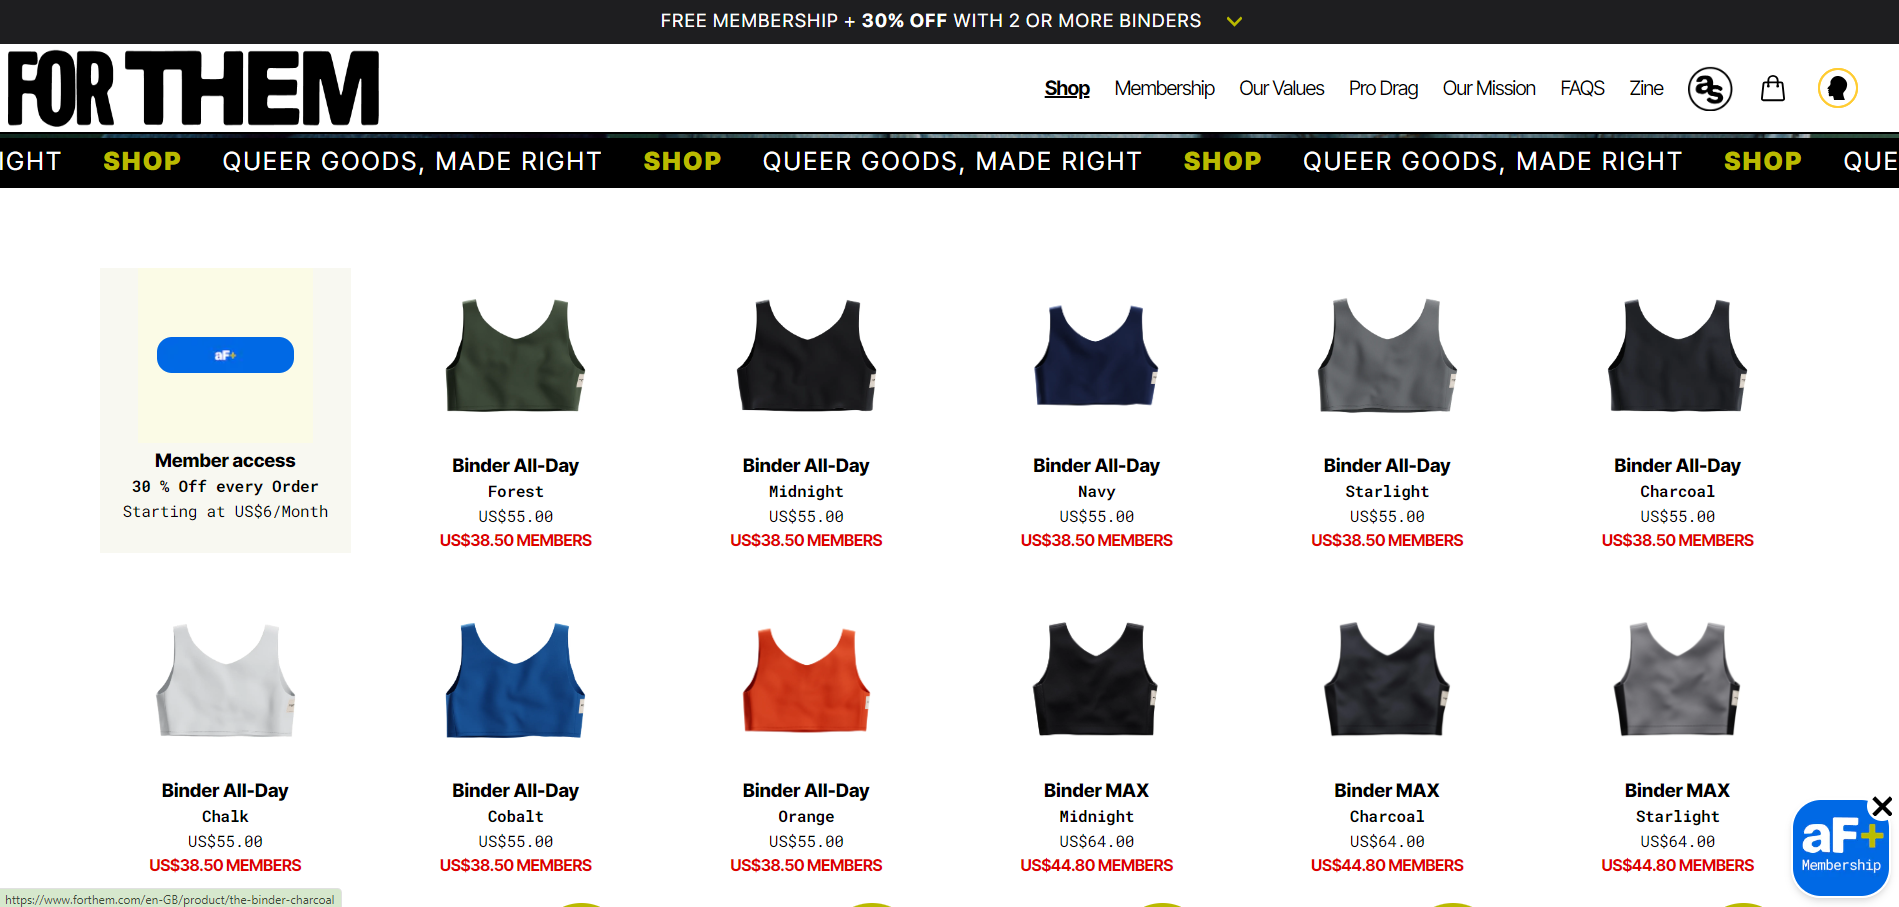 FREE MEMBERSHIP + 30% OFF WITH 2 OR MORE BINDERS
FOR THEM
Shop Membership Our Values Pro Drag Our Mission FAQS Zine as
IGHT SHOP QUEER GOODS, MADE RIGHT SHOP QUEER GOODS, MADE RIGHT SHOP QUEER GOODS, MADE RIGHT SHOP QUE
aF+
Member access
30 % Off every Order
Starting at US$6/Month
Binder All-Day
Forest
US$55.00
US$38.50 MEMBERS
Binder All-Day
Midnight
US$55.00
US$38.50 MEMBERS
Binder All-Day
Navy
US$55.00
US$38.50 MEMBERS
Binder All-Day
Starlight
US$55.00
US$38.50 MEMBERS
Binder All-Day
Charcoal
US$55.00
US$38.50 MEMBERS
Binder All-Day
Chalk
US$55.00
US$38.50 MEMBERS
Binder All-Day
Cobalt
US$55.00
US$38.50 MEMBERS
Binder All-Day
Orange
US$55.00
US$38.50 MEMBERS
Binder MAX
Midnight
US$64.00
US$44.80 MEMBERS
Binder MAX
Charcoal
US$64.00
US$44.80 MEMBERS
Binder MAX
Starlight
US$64.00
US$44.80 MEMBERS
aF+
Membership
https://www.forthem.com/en-GB/product/the-binder-charcoal